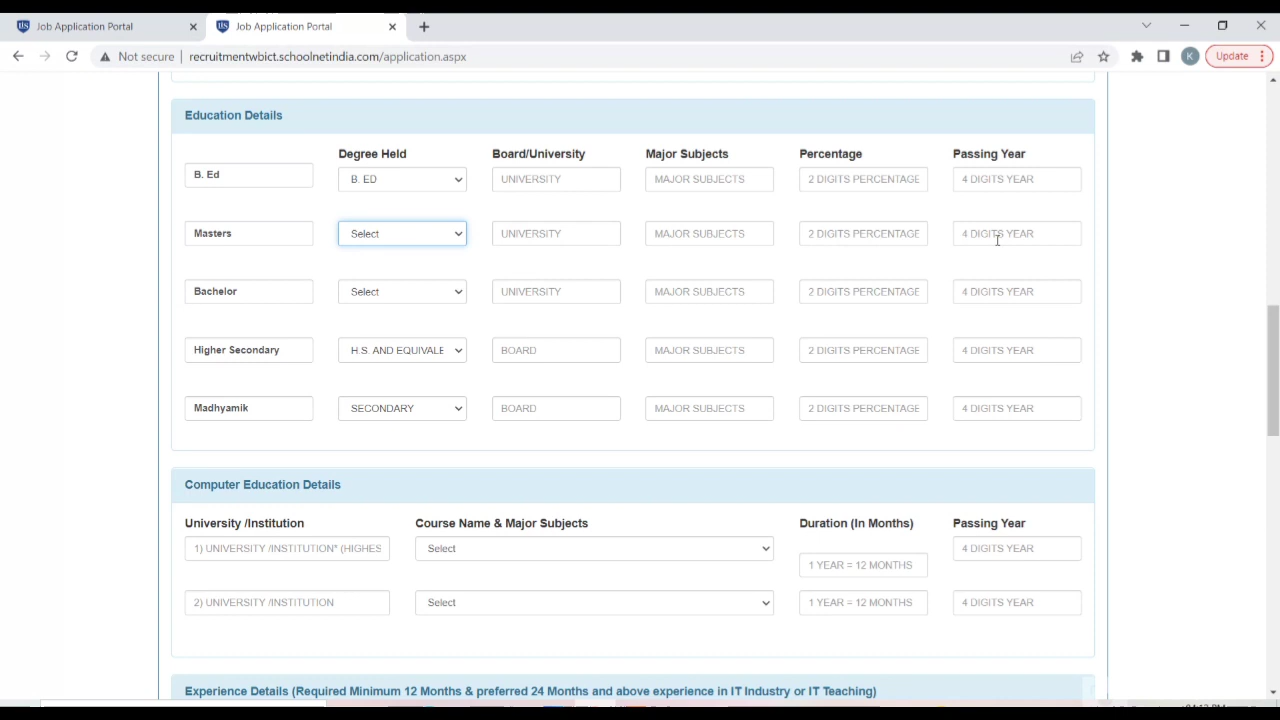 Job Application Portal
Job Application Portal
Not secure
recruitmentwbict.schoolnetindia.com/application.aspx
K
Update
Education Details
Degree Held Board/University Major Subjects Percentage Passing Year
B. Ed B. ED UNIVERSITY MAJOR SUBJECTS 2 DIGITS PERCENTAGE 4 DIGITS YEAR
Masters Select UNIVERSITY MAJOR SUBJECTS 2 DIGITS PERCENTAGE 4 DIGITS YEAR
Bachelor Select UNIVERSITY MAJOR SUBJECTS 2 DIGITS PERCENTAGE 4 DIGITS YEAR
Higher Secondary H.S. AND EQUIVALE BOARD MAJOR SUBJECTS 2 DIGITS PERCENTAGE 4 DIGITS YEAR
Madhyamik SECONDARY BOARD MAJOR SUBJECTS 2 DIGITS PERCENTAGE 4 DIGITS YEAR
Computer Education Details
University /Institution Course Name & Major Subjects Duration (In Months) Passing Year
1) UNIVERSITY /INSTITUTION* (HIGHES Select 4 DIGITS YEAR
1 YEAR = 12 MONTHS
2) UNIVERSITY /INSTITUTION Select 1 YEAR = 12 MONTHS 4 DIGITS YEAR
Experience Details (Required Minimum 12 Months & preferred 24 Months and above experience in IT Industry or IT Teaching)